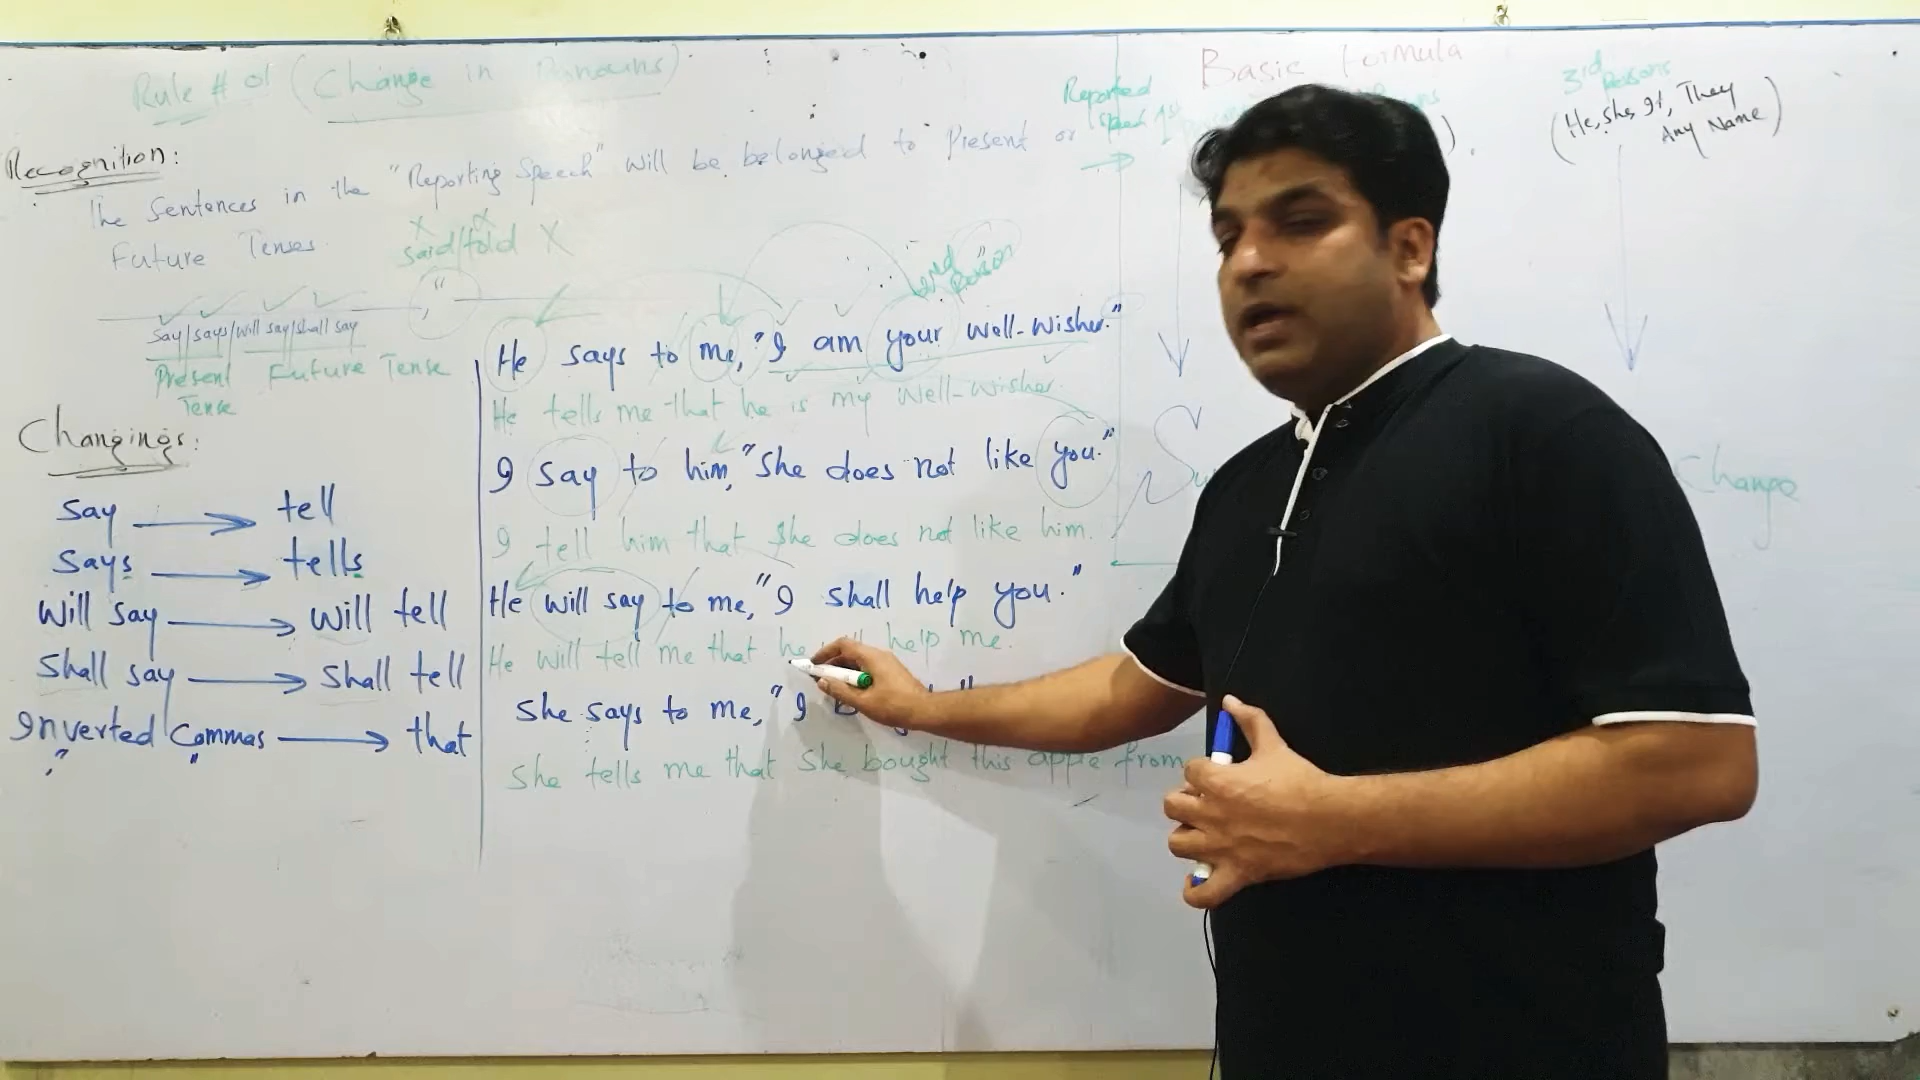 Rule # 01 (Change in Pronouns)
Recognition:
The Sentences in the "Reporting Speech" will be belonged to Present or
Future Tenses.
said/told
Say/says/will say/shall say
Present Tense
Future Tense
Changings:
Say → tell
Says → tells
Will say → will tell
Shall say → shall tell
Inverted Commas → that
2nd Person
He says to me, "I am your well-wisher."
He tells me that he is my well-wisher.
I say to him, "She does not like you."
I tell him that she does not like him.
He will say to me, "I shall help you."
He will tell me that he help me.
She says to me, "I
She tells me that she bought this apple from
Basic Formula
Reported Speech
1st
3rd Persons
(He, She, It, They
Any Name)
Change